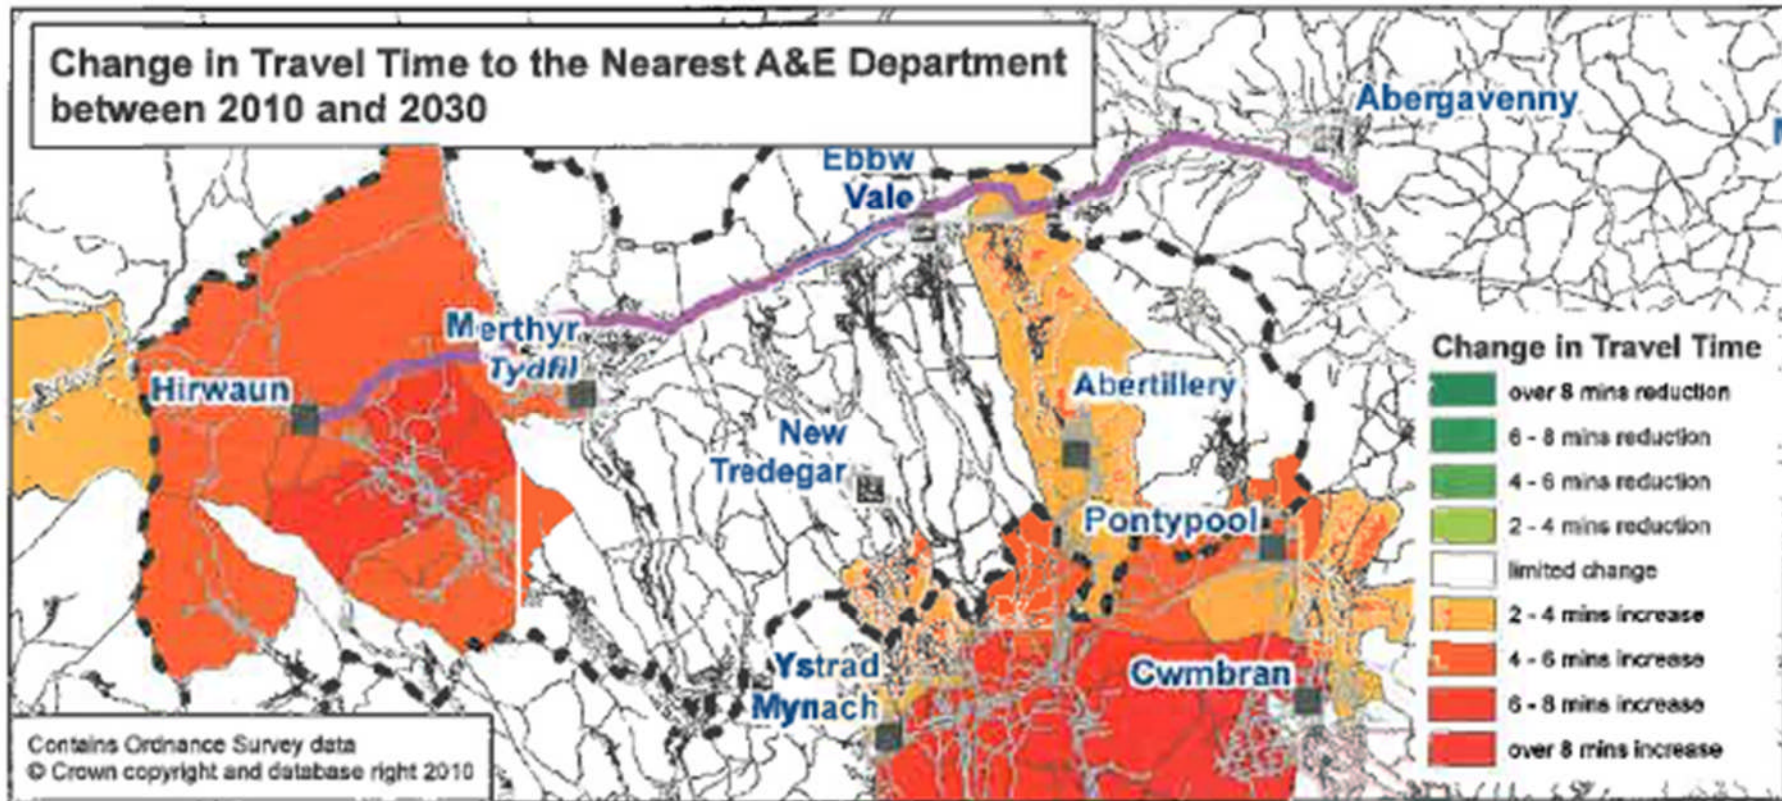 Change in Travel Time to the Nearest A&E Department
between 2010 and 2030
Abergavenny
Ebbw
Vale
Merthyr
Tydfil
Hirwaun
Abertillery
New
Tredegar
Pontypool
Ystrad
Mynach
Cwmbran
Change in Travel Time
over 8 mins reduction
6 - 8 mins reduction
4 - 6 mins reduction
2 - 4 mins reduction
limited change
2 - 4 mins increase
4 - 6 mins increase
6 - 8 mins increase
over 8 mins increase
Contains Ordnance Survey data
© Crown copyright and database right 2010